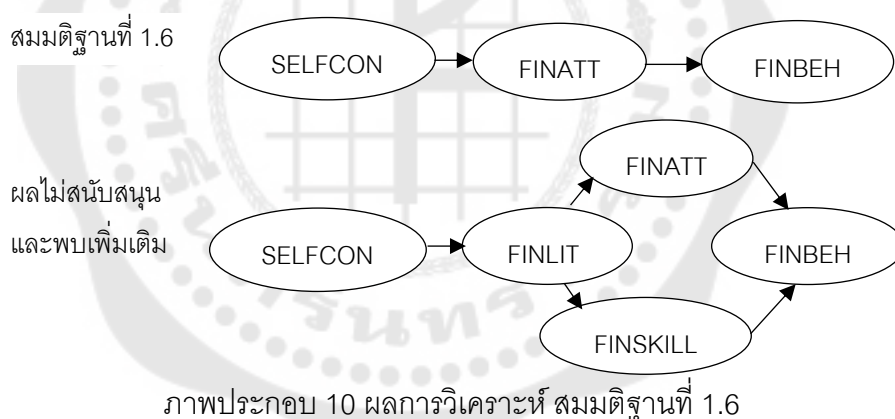 สมมติฐานที่ 1.6
SELFCON
FINATT
FINBEH
ผลไม่สนับสนุน
และพบเพิ่มเติม
FINATT
SELFCON
FINLIT
FINBEH
FINSKILL
ภาพประกอบ 10 ผลการวิเคราะห์ สมมติฐานที่ 1.6